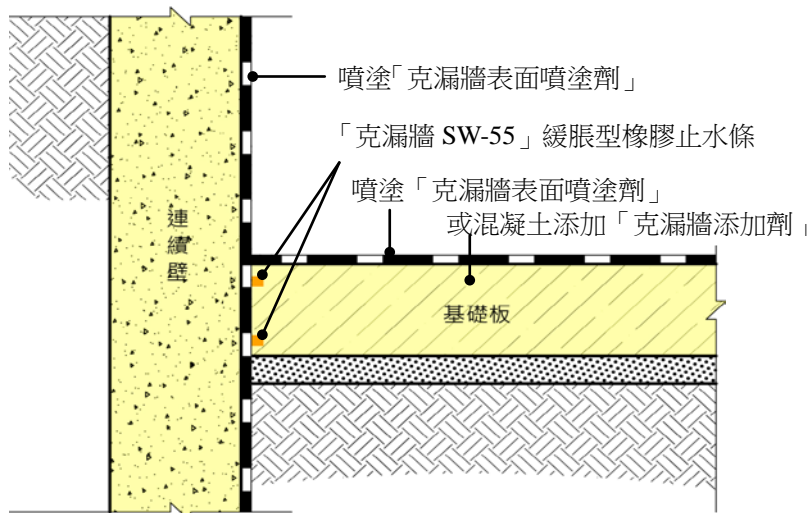 噴塗「克漏牆表面噴塗劑」
「克漏牆 SW-55」緩脹型橡膠止水條
噴塗「克漏牆表面噴塗劑」
或混凝土添加「克漏牆添加劑」
連續壁
基礎板